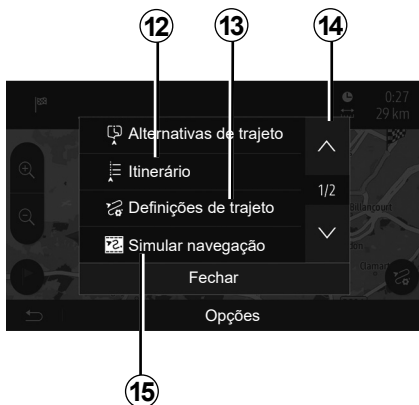 12 13 14
0:27
29 km
Alternativas de trajeto
Itinerário
1/2
Definições de trajeto
Simular navegação
Fechar
Opções
15